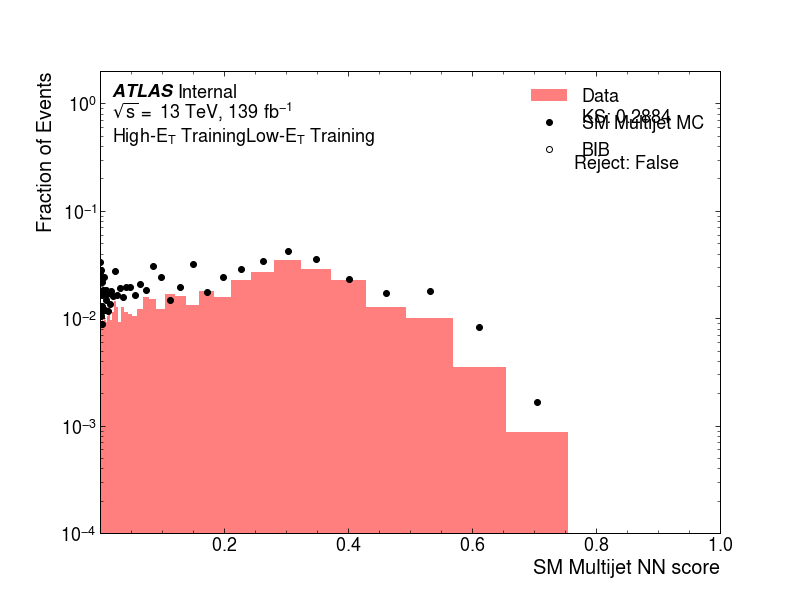 ATLAS Internal
√s = 13 TeV, 139 fb⁻¹
High-E_T TrainingLow-E_T Training
Data
KS: 0.2884
SM Multijet MC
BIB
Reject: False
Fraction of Events
10⁰
10⁻¹
10⁻²
10⁻³
10⁻⁴
0.2 0.4 0.6 0.8 1.0
SM Multijet NN score